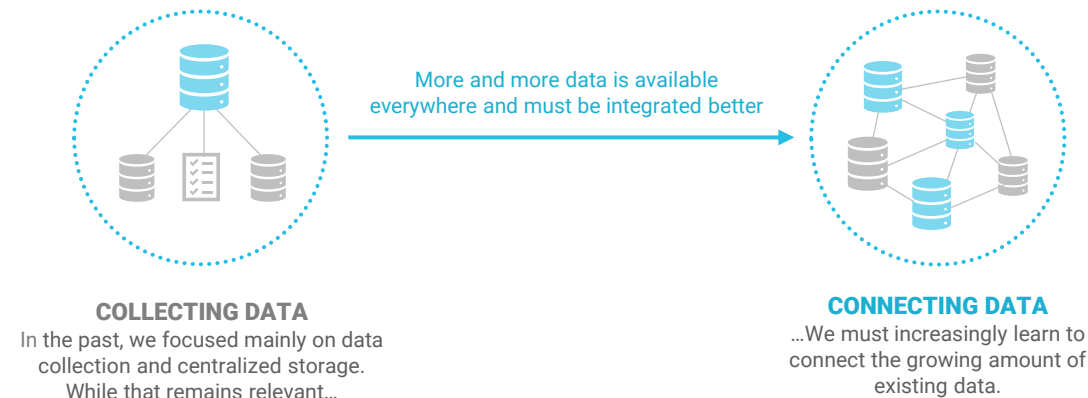 More and more data is available
everywhere and must be integrated better
COLLECTING DATA
In the past, we focused mainly on data
collection and centralized storage.
While that remains relevant…
CONNECTING DATA
…We must increasingly learn to
connect the growing amount of
existing data.